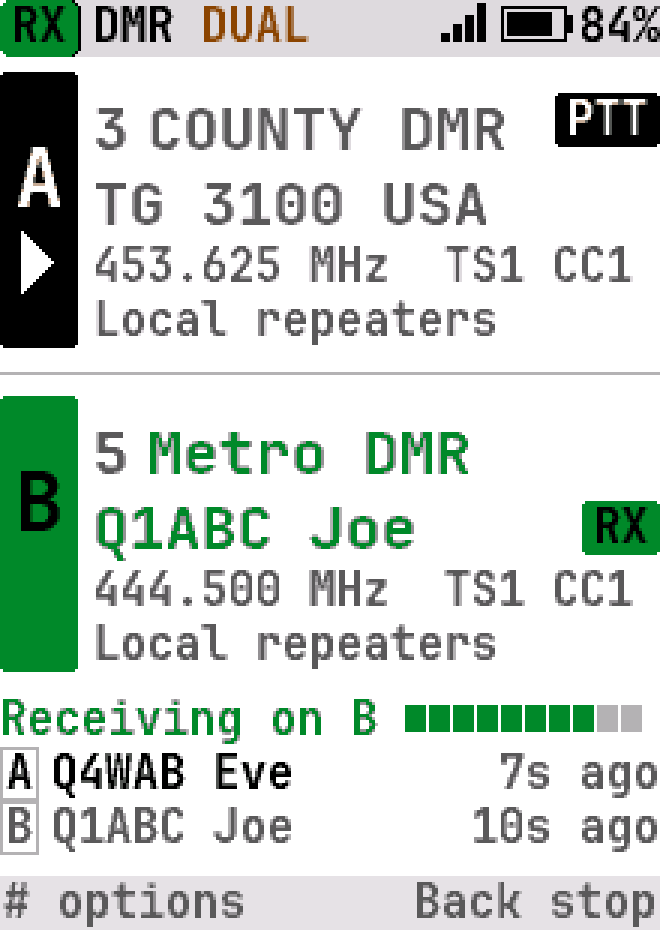 RX DMR DUAL 84%
3 COUNTY DMR PTT
A TG 3100 USA
453.625 MHz TS1 CC1
Local repeaters
5 Metro DMR
B Q1ABC Joe RX
444.500 MHz TS1 CC1
Local repeaters
Receiving on B
A Q4WAB Eve 7s ago
B Q1ABC Joe 10s ago
# options Back stop